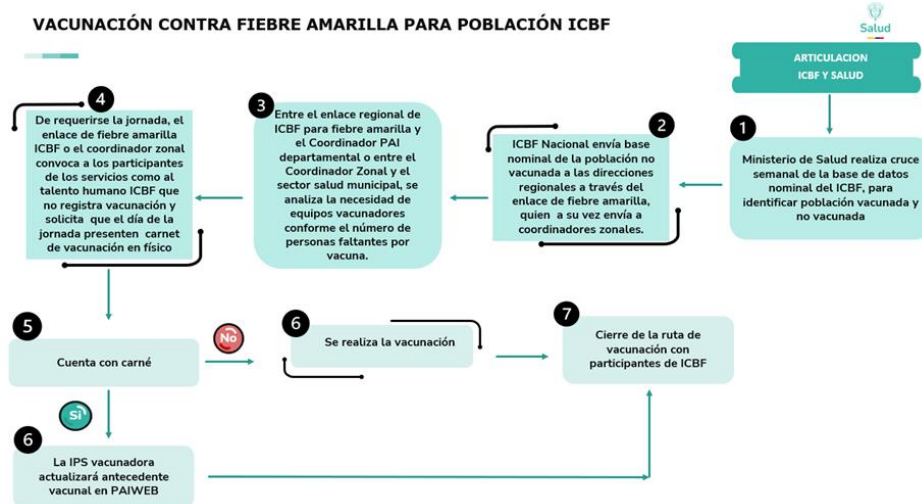 VACUNACIÓN CONTRA FIEBRE AMARILLA PARA POBLACIÓN ICBF
Salud
ARTICULACION
ICBF Y SALUD
1
Ministerio de Salud realiza cruce
semanal de la base de datos
nominal del ICBF, para
identificar población vacunada y
no vacunada
2
ICBF Nacional envía base
nominal de la población no
vacunada a las direcciones
regionales a través del
enlace de fiebre amarilla,
quien a su vez envía a
coordinadores zonales.
3
Entre el enlace regional de
ICBF para fiebre amarilla y
el Coordinador PAI
departamental o entre el
Coordinador Zonal y el
sector salud municipal, se
analiza la necesidad de
equipos vacunadores
conforme el número de
personas faltantes por
vacuna.
4
De requerirse la jornada, el
enlace de fiebre amarilla
ICBF o el coordinador zonal
convoca a los participantes
de los servicios como al
talento humano ICBF que
no registra vacunación y
solicita que el día de la
jornada presenten carnet
de vacunación en físico
5
Cuenta con carné
No
6
Se realiza la vacunación
7
Cierre de la ruta de
vacunación con
participantes de ICBF
Si
6
La IPS vacunadora
actualizará antecedente
vacunal en PAIWEB